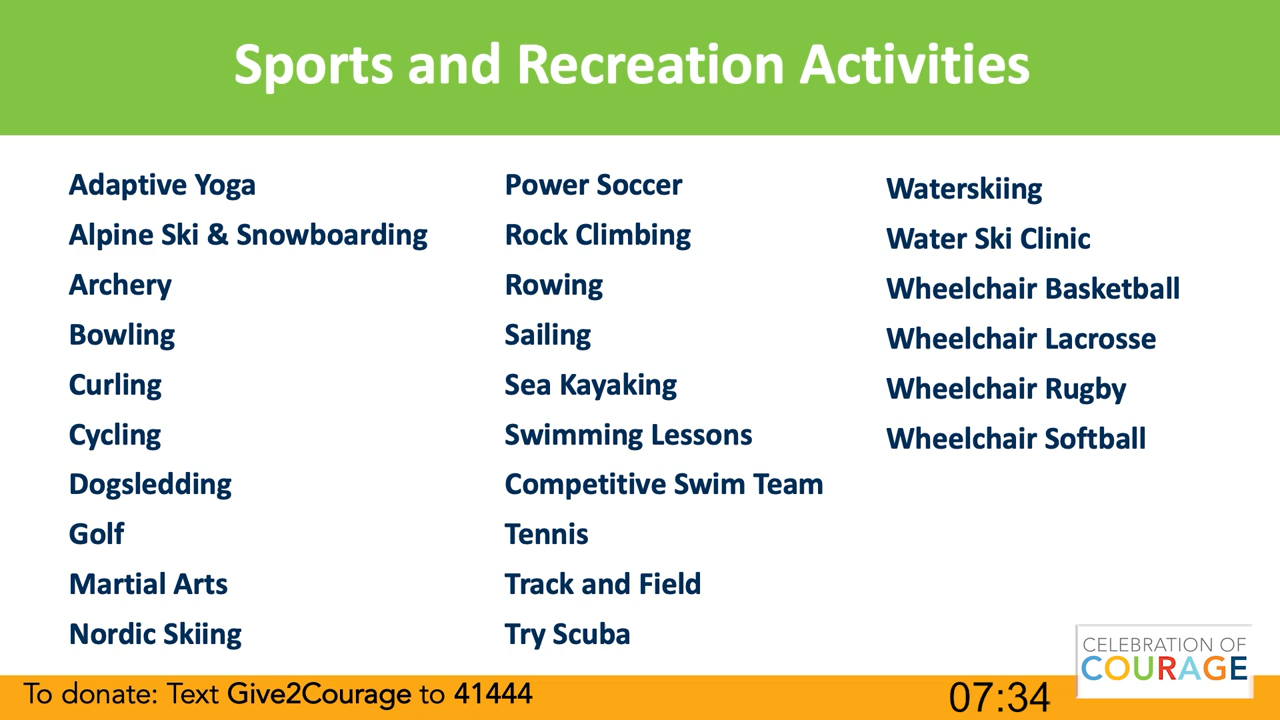 Sports and Recreation Activities
Adaptive Yoga
Alpine Ski & Snowboarding
Archery
Bowling
Curling
Cycling
Dogsledding
Golf
Martial Arts
Nordic Skiing
Power Soccer
Rock Climbing
Rowing
Sailing
Sea Kayaking
Swimming Lessons
Competitive Swim Team
Tennis
Track and Field
Try Scuba
Waterskiing
Water Ski Clinic
Wheelchair Basketball
Wheelchair Lacrosse
Wheelchair Rugby
Wheelchair Softball
CELEBRATION OF
COURAGE
To donate: Text Give2Courage to 41444
07:34